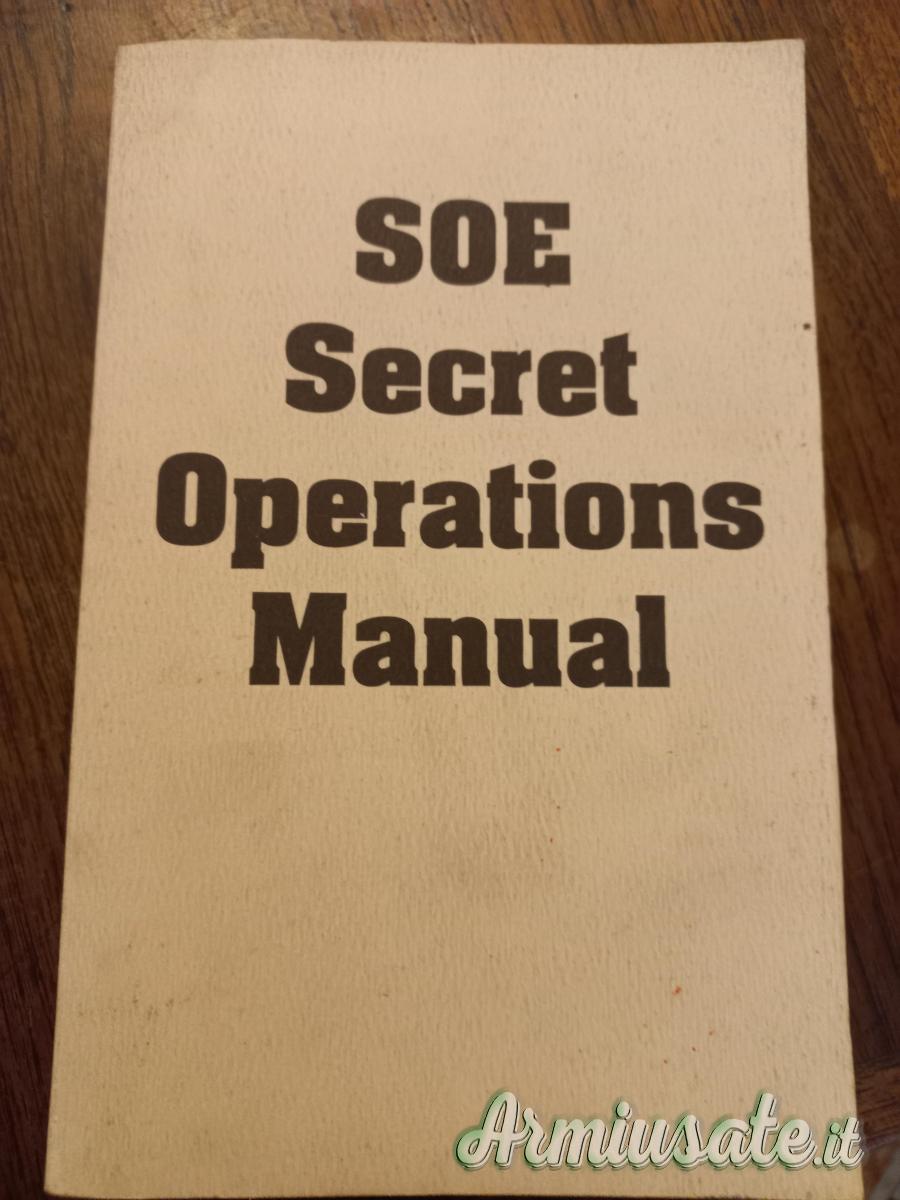 SOE
Secret
Operations
Manual
Armiusate.it